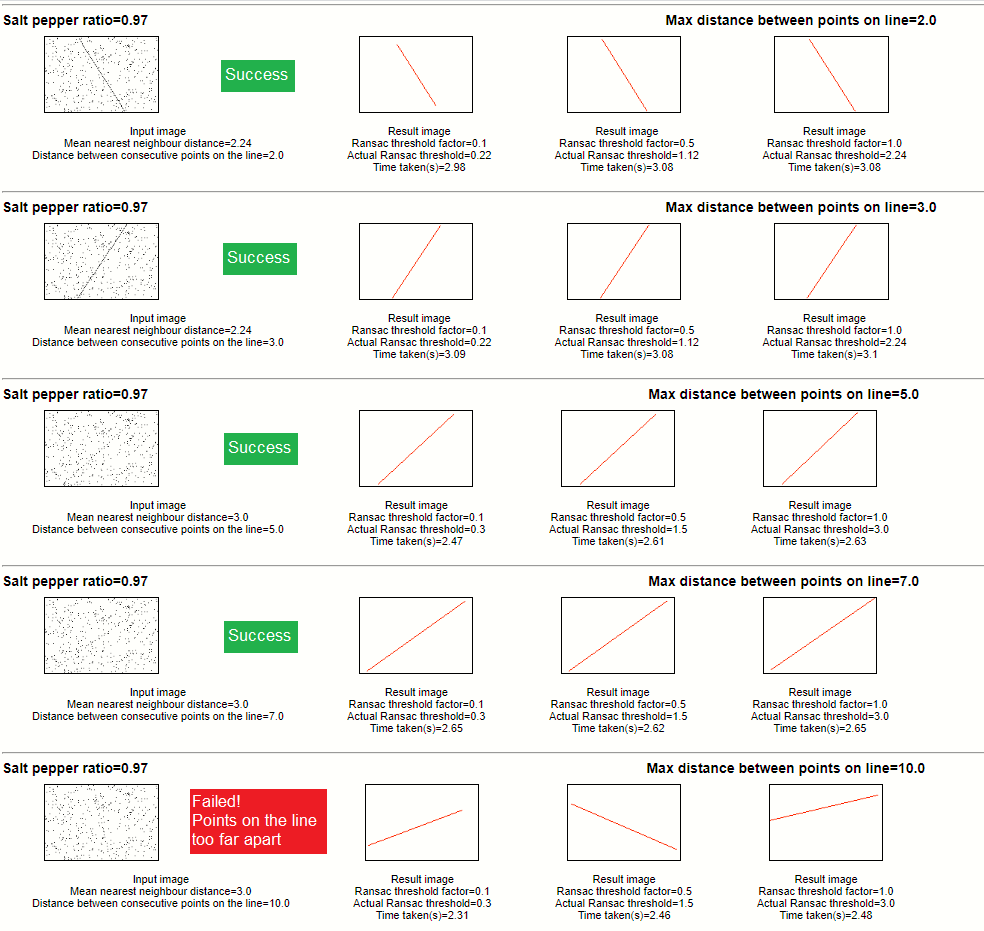 Salt pepper ratio=0.97
Max distance between points on line=2.0
Success
Input image
Mean nearest neighbour distance=2.24
Distance between consecutive points on the line=2.0
Result image
Ransac threshold factor=0.1
Actual Ransac threshold=0.22
Time taken(s)=2.98
Result image
Ransac threshold factor=0.5
Actual Ransac threshold=1.12
Time taken(s)=3.08
Result image
Ransac threshold factor=1.0
Actual Ransac threshold=2.24
Time taken(s)=3.08
Salt pepper ratio=0.97
Max distance between points on line=3.0
Success
Input image
Mean nearest neighbour distance=2.24
Distance between consecutive points on the line=3.0
Result image
Ransac threshold factor=0.1
Actual Ransac threshold=0.22
Time taken(s)=3.09
Result image
Ransac threshold factor=0.5
Actual Ransac threshold=1.12
Time taken(s)=3.08
Result image
Ransac threshold factor=1.0
Actual Ransac threshold=2.24
Time taken(s)=3.1
Salt pepper ratio=0.97
Max distance between points on line=5.0
Success
Input image
Mean nearest neighbour distance=3.0
Distance between consecutive points on the line=5.0
Result image
Ransac threshold factor=0.1
Actual Ransac threshold=0.3
Time taken(s)=2.47
Result image
Ransac threshold factor=0.5
Actual Ransac threshold=1.5
Time taken(s)=2.61
Result image
Ransac threshold factor=1.0
Actual Ransac threshold=3.0
Time taken(s)=2.63
Salt pepper ratio=0.97
Max distance between points on line=7.0
Success
Input image
Mean nearest neighbour distance=3.0
Distance between consecutive points on the line=7.0
Result image
Ransac threshold factor=0.1
Actual Ransac threshold=0.3
Time taken(s)=2.65
Result image
Ransac threshold factor=0.5
Actual Ransac threshold=1.5
Time taken(s)=2.62
Result image
Ransac threshold factor=1.0
Actual Ransac threshold=3.0
Time taken(s)=2.65
Salt pepper ratio=0.97
Max distance between points on line=10.0
Failed!
Points on the line
too far apart
Input image
Mean nearest neighbour distance=3.0
Distance between consecutive points on the line=10.0
Result image
Ransac threshold factor=0.1
Actual Ransac threshold=0.3
Time taken(s)=2.31
Result image
Ransac threshold factor=0.5
Actual Ransac threshold=1.5
Time taken(s)=2.46
Result image
Ransac threshold factor=1.0
Actual Ransac threshold=3.0
Time taken(s)=2.48